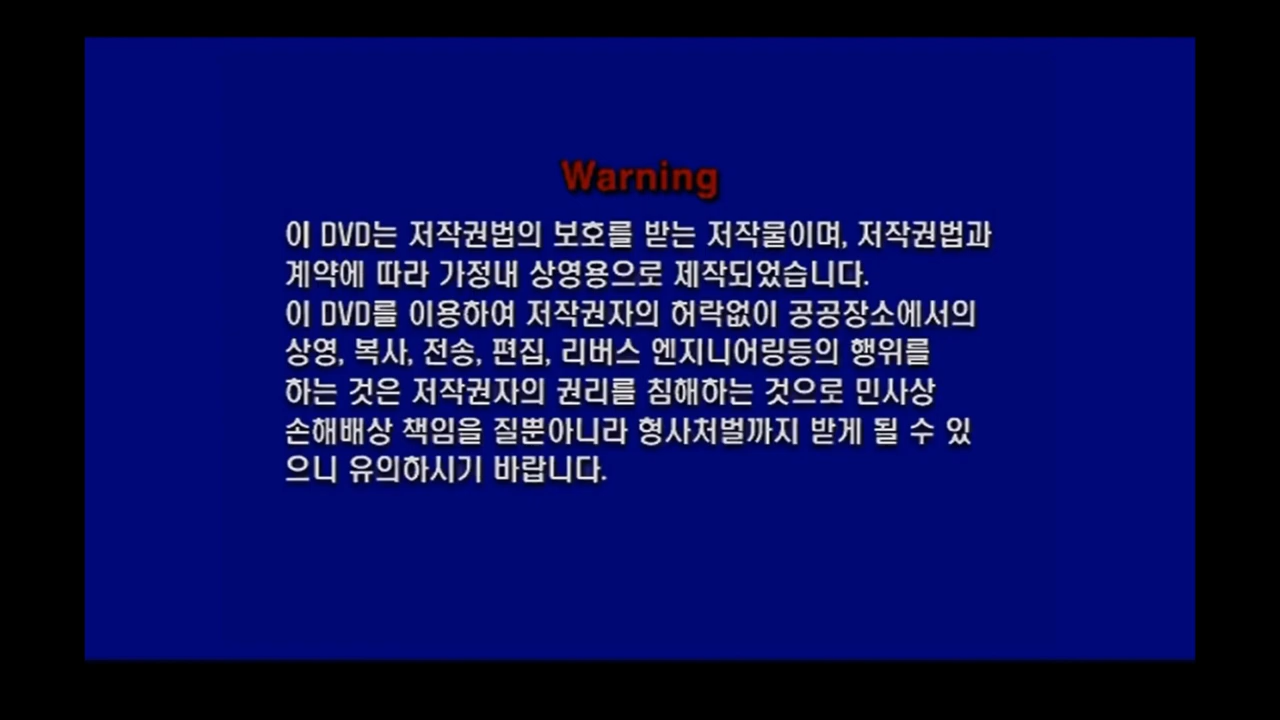 Warning
이 DVD는 저작권법의 보호를 받는 저작물이며, 저작권법과
계약에 따라 가정내 상영용으로 제작되었습니다.
이 DVD를 이용하여 저작권자의 허락없이 공공장소에서의
상영, 복사, 전송, 편집, 리버스 엔지니어링등의 행위를
하는 것은 저작권자의 권리를 침해하는 것으로 민사상
손해배상 책임을 질뿐아니라 형사처벌까지 받게 될 수 있
으니 유의하시기 바랍니다.